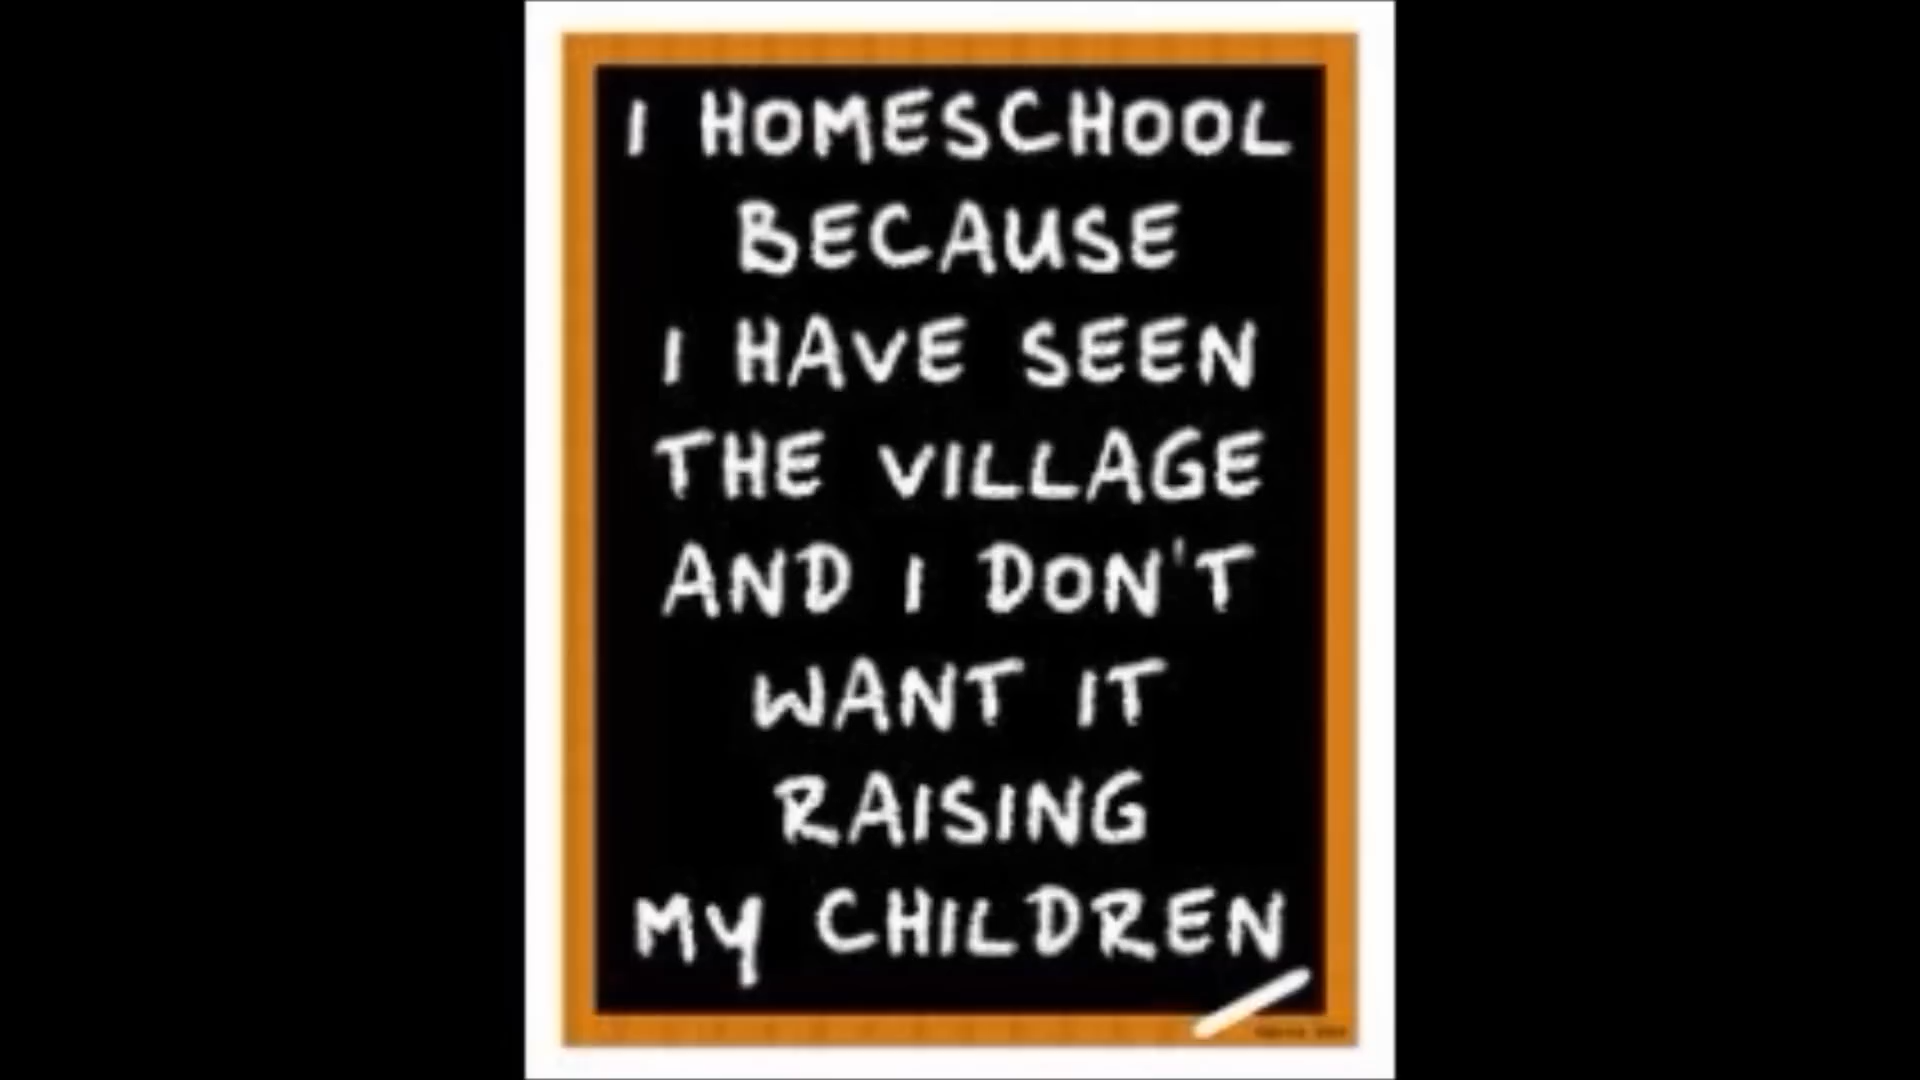 I HOMESCHOOL
BECAUSE
I HAVE SEEN
THE VILLAGE
AND I DON'T
WANT IT
RAISING
MY CHILDREN